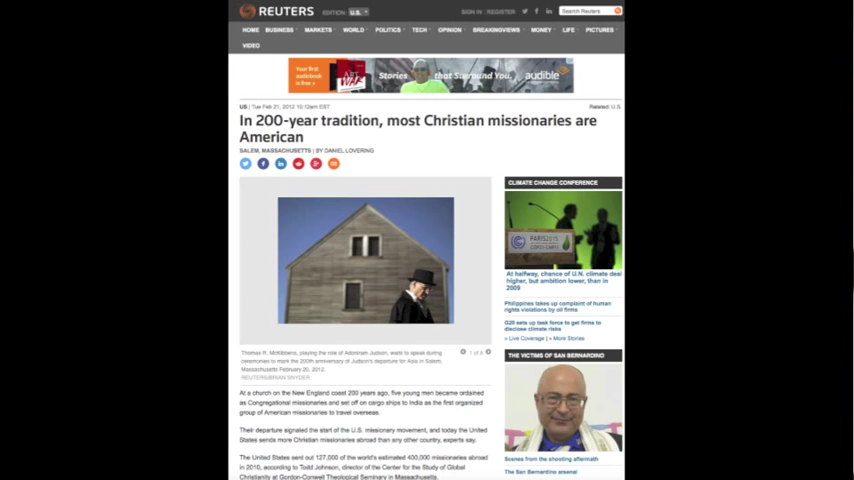 REUTERS
EDITION: U.S.
SIGN IN | REGISTER
Search Reuters
HOME BUSINESS MARKETS WORLD POLITICS TECH OPINION BREAKINGVIEWS MONEY LIFE PICTURES
VIDEO
Your first
audiobook
is free
ART
WAR
Stories that Surround You.
audible
US | Tue Feb 21, 2012 10:12am EST
Related: U.S.
In 200-year tradition, most Christian missionaries are
American
SALEM, MASSACHUSETTS | BY DANIEL LOVERING
Thomas R. McKibbens, playing the role of Adoniram Judson, waits to speak during
ceremonies to mark the 200th anniversary of Judson's departure for Asia in Salem,
Massachusetts February 20, 2012.
REUTERS/BRIAN SNYDER
1 of 8
At a church on the New England coast 200 years ago, five young men became ordained
as Congregational missionaries and set off on cargo ships to India as the first organized
group of American missionaries to travel overseas.
Their departure signaled the start of the U.S. missionary movement, and today the United
States sends more Christian missionaries abroad than any other country, experts say.
The United States sent out 127,000 of the world's estimated 400,000 missionaries abroad
in 2010, according to Todd Johnson, director of the Center for the Study of Global
Christianity at Gordon-Conwell Theological Seminary in Massachusetts.
CLIMATE CHANGE CONFERENCE
PARIS2015
COP21·CMP11
At halfway, chance of U.N. climate deal
higher, but ambition lower, than in
2009
Philippines takes up complaint of human
rights violations by oil firms
G20 sets up task force to get firms to
disclose climate risks
» Live Coverage | » More Stories
THE VICTIMS OF SAN BERNARDINO
Scenes from the shooting aftermath
The San Bernardino arsenal